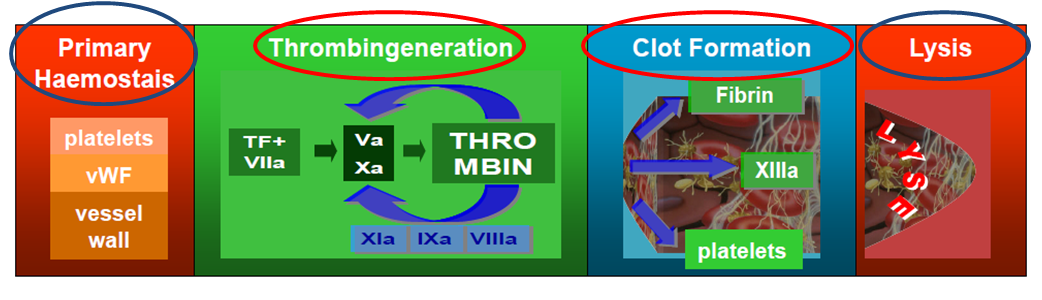 Primary
Haemostais
platelets
vWF
vessel
wall
Thrombingeneration
TF+
VIIa
Va
Xa
THRO
MBIN
XIa IXa VIIIa
Clot Formation
Fibrin
XIIIa
platelets
Lysis
LYSE